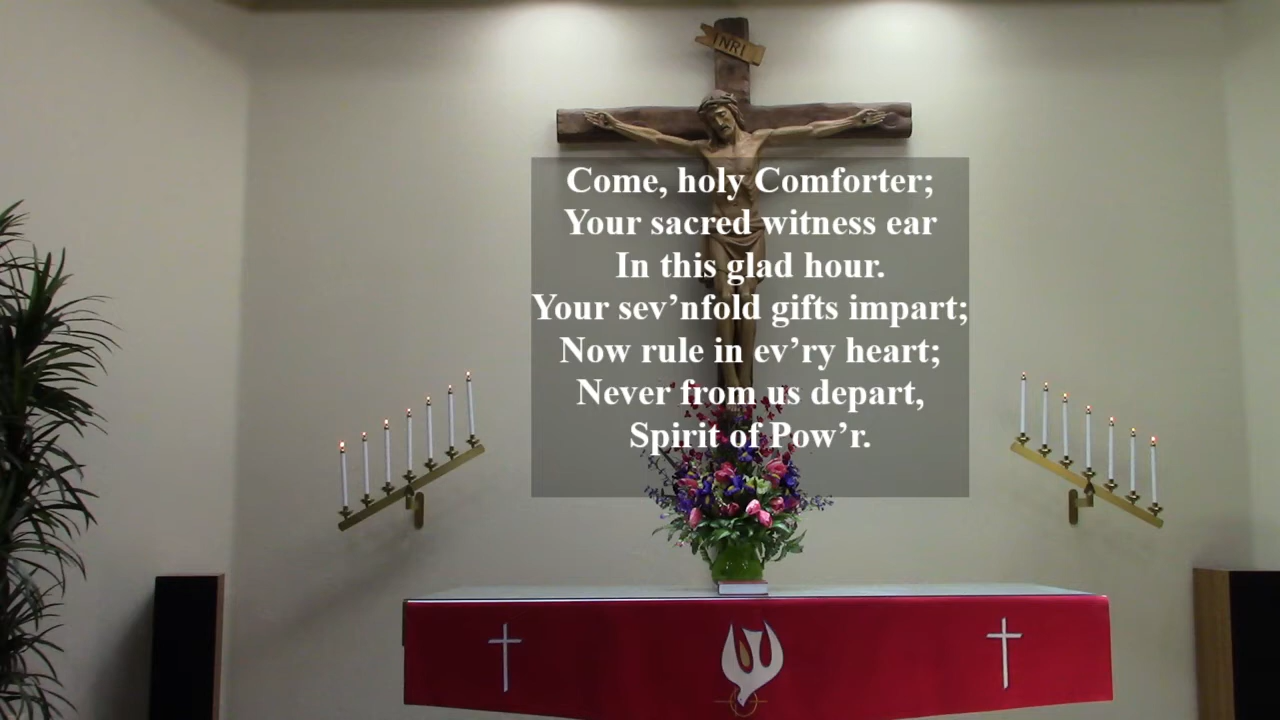 INRI
Come, holy Comforter;
Your sacred witness ear
In this glad hour.
Your sev’nfold gifts impart;
Now rule in ev’ry heart;
Never from us depart,
Spirit of Pow’r.